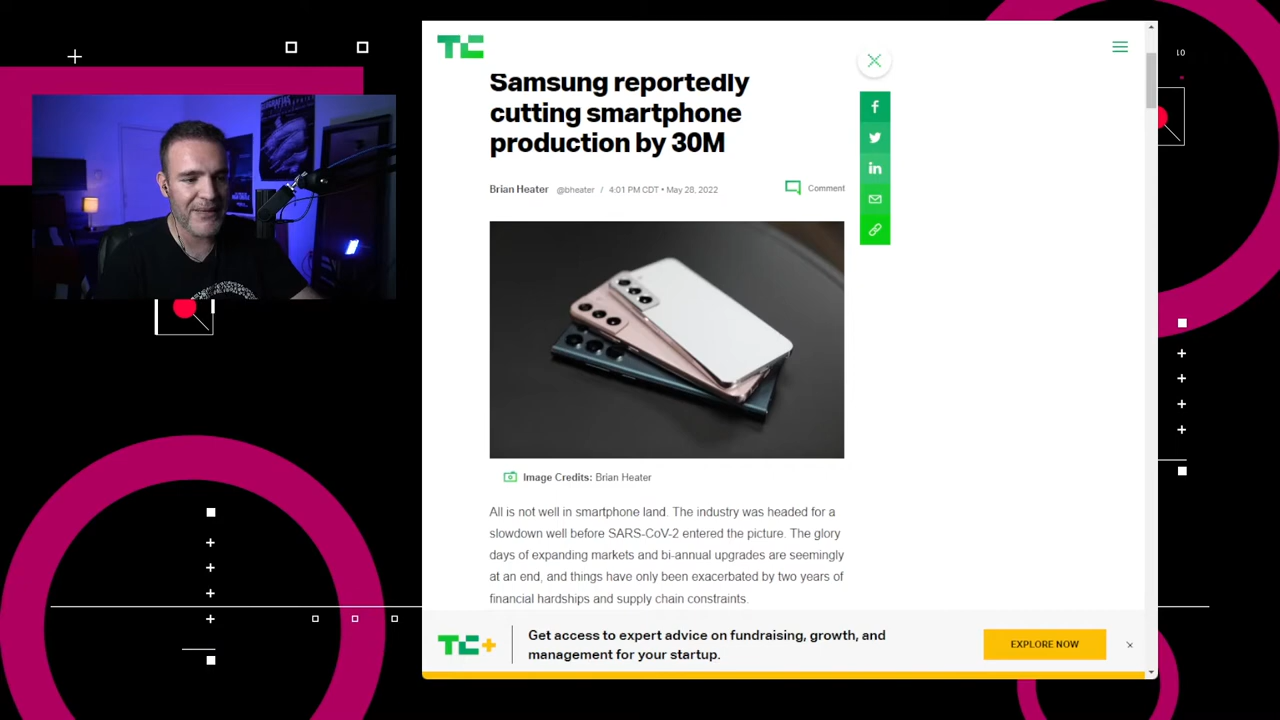 TC
Samsung reportedly
cutting smartphone
production by 30M
Brian Heater @bheater / 4:01 PM CDT • May 28, 2022
Comment
Image Credits: Brian Heater
All is not well in smartphone land. The industry was headed for a
slowdown well before SARS-CoV-2 entered the picture. The glory
days of expanding markets and bi-annual upgrades are seemingly
at an end, and things have only been exacerbated by two years of
financial hardships and supply chain constraints.
TC+
Get access to expert advice on fundraising, growth, and
management for your startup.
EXPLORE NOW